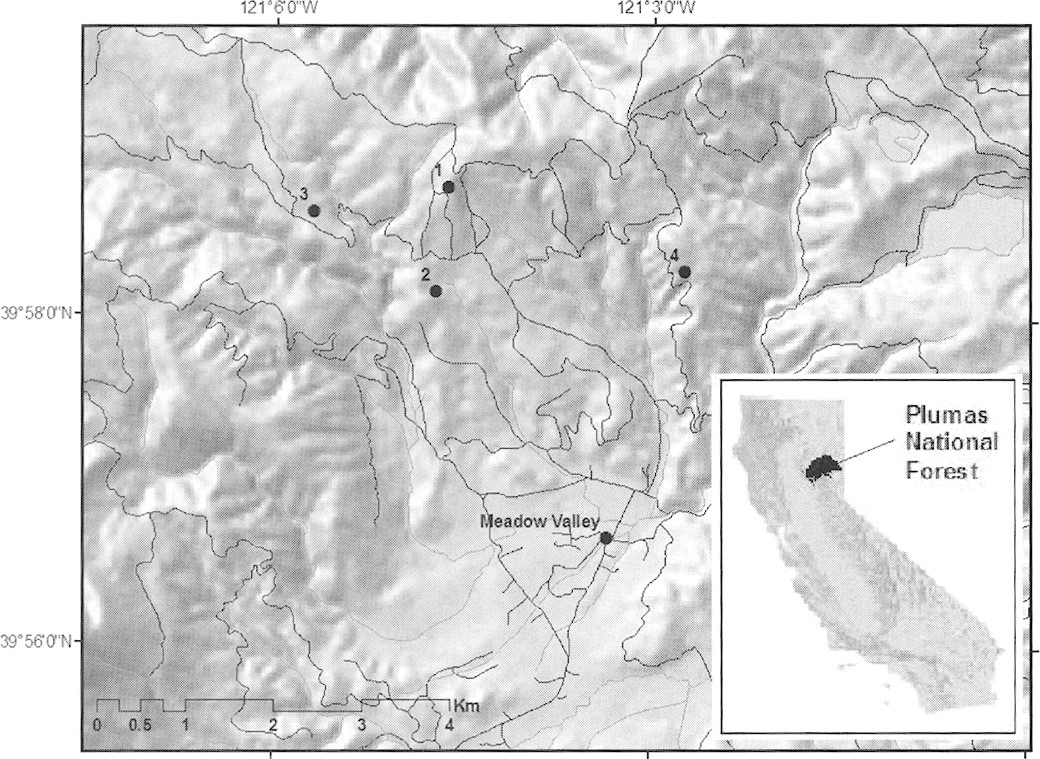 121°6'0"W
121°3'0"W
1
3
4
2
39°58'0"N
Plumas
National
Forest
Meadow Valley
39°56'0"N
Km
0 0.5 1 2 3 4